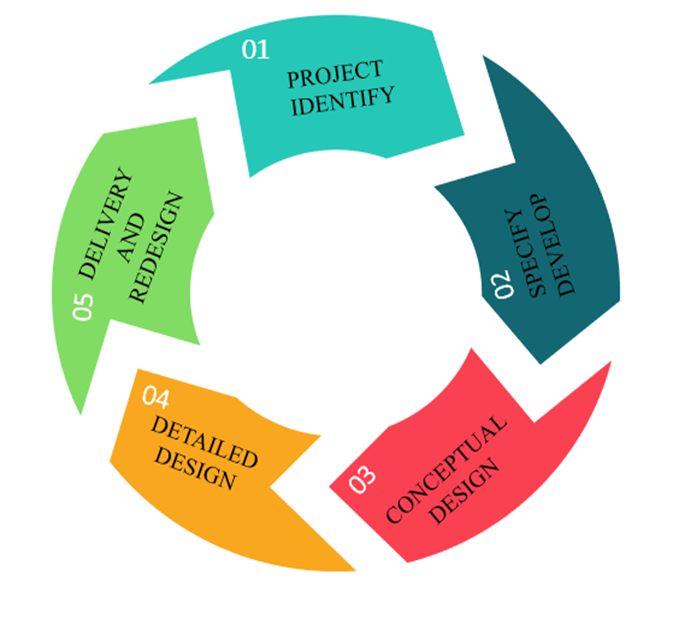 01
PROJECT
IDENTIFY
02
SPECIFY
DEVELOP
03
CONCEPTUAL
DESIGN
04
DETAILED
DESIGN
05
DELIVERY
AND
REDESIGN